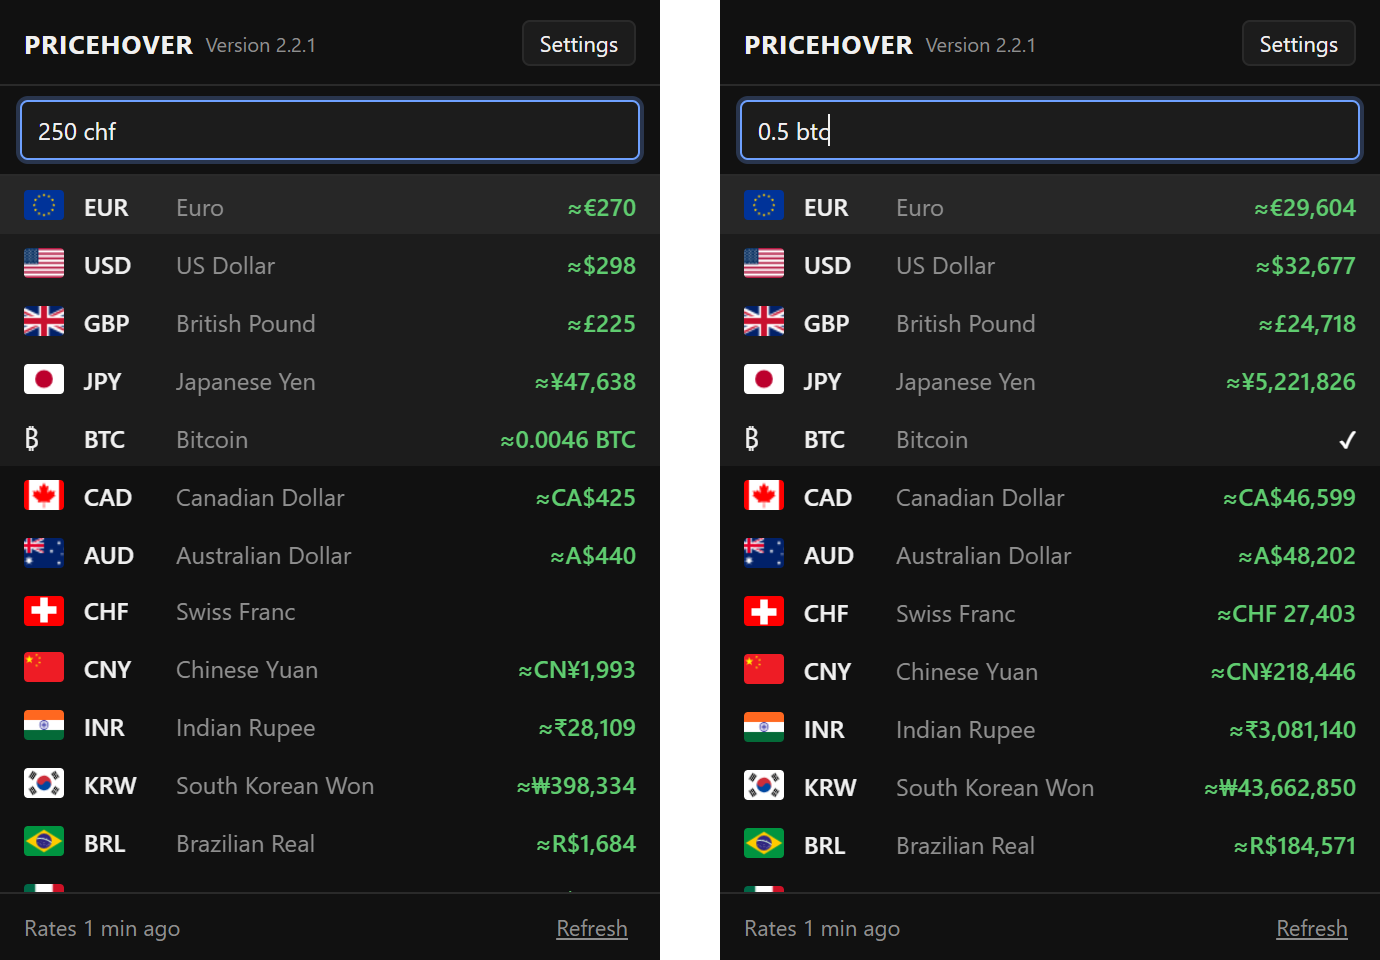 PRICEHOVER Version 2.2.1 Settings
250 chf
EUR Euro ≈€270
USD US Dollar ≈$298
GBP British Pound ≈£225
JPY Japanese Yen ≈¥47,638
₿ BTC Bitcoin ≈0.0046 BTC
CAD Canadian Dollar ≈CA$425
AUD Australian Dollar ≈A$440
CHF Swiss Franc
CNY Chinese Yuan ≈CN¥1,993
INR Indian Rupee ≈₹28,109
KRW South Korean Won ≈₩398,334
BRL Brazilian Real ≈R$1,684
Rates 1 min ago Refresh
PRICEHOVER Version 2.2.1 Settings
0.5 btc
EUR Euro ≈€29,604
USD US Dollar ≈$32,677
GBP British Pound ≈£24,718
JPY Japanese Yen ≈¥5,221,826
₿ BTC Bitcoin ✓
CAD Canadian Dollar ≈CA$46,599
AUD Australian Dollar ≈A$48,202
CHF Swiss Franc ≈CHF 27,403
CNY Chinese Yuan ≈CN¥218,446
INR Indian Rupee ≈₹3,081,140
KRW South Korean Won ≈₩43,662,850
BRL Brazilian Real ≈R$184,571
Rates 1 min ago Refresh